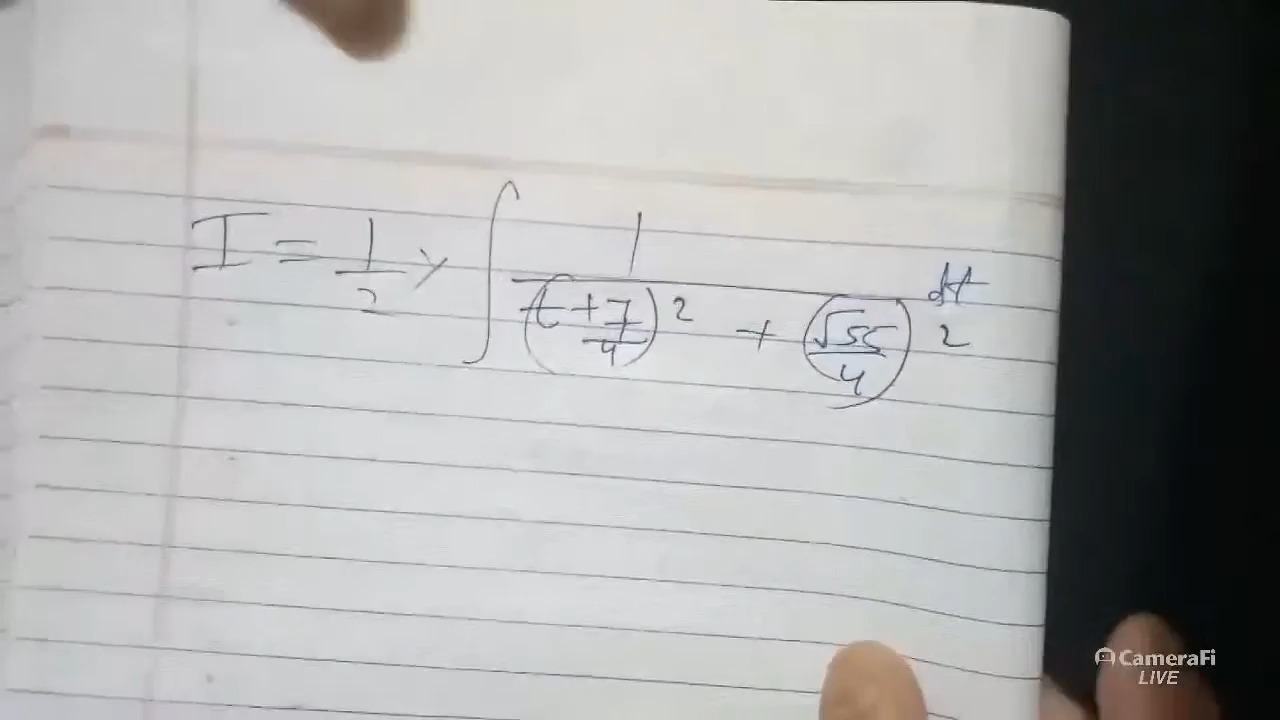 I = 1/2 × ∫ 1/((t + 7/4)² + (√55/4)²) dt
CameraFi
LIVE